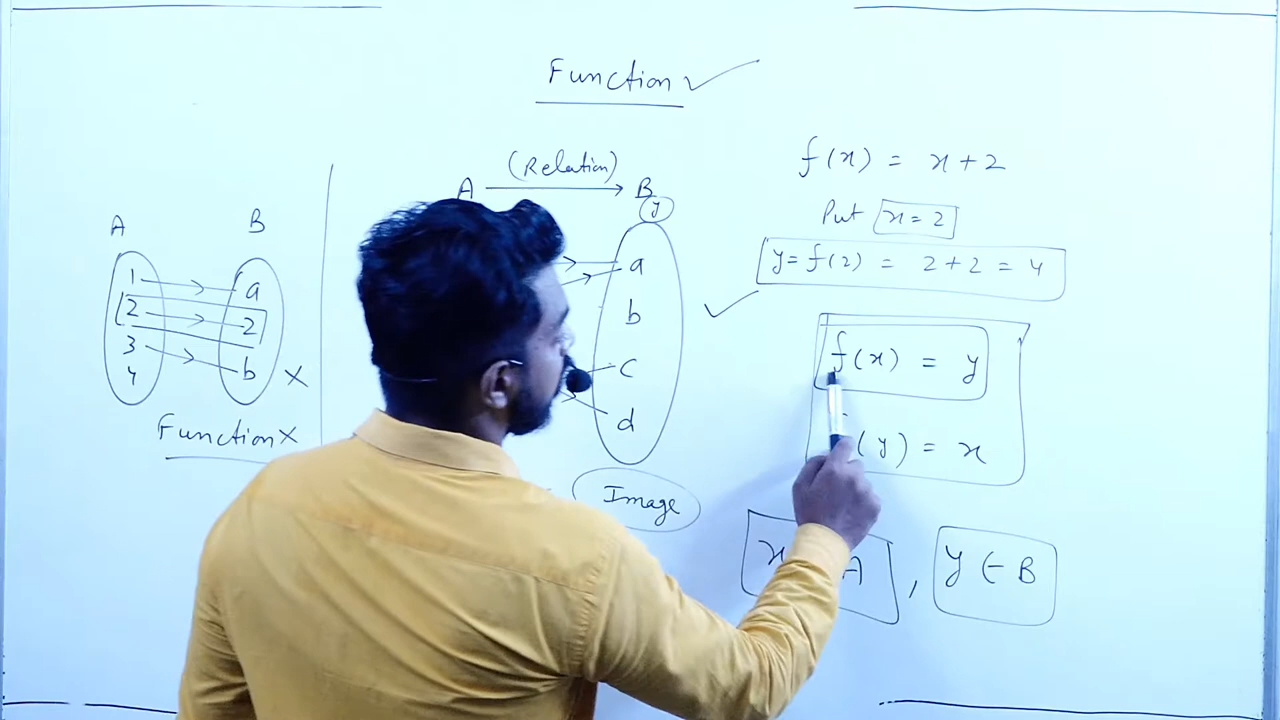 Function ✓
A B
1 a
2 2
3 b
4 X
Function X
(Relation)
A → B
y
a
b
c
d
✓
Image
f(x) = x+2
Put x=2
y= f(2) = 2+2 = 4
f(x) = y
(y) = x
x A , y ∈ B